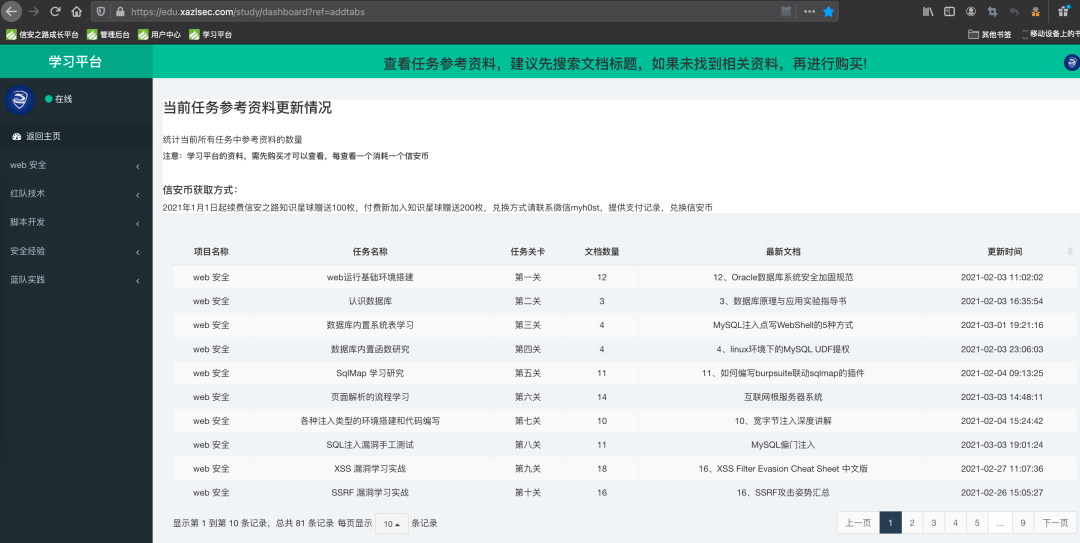 https://edu.xazlsec.com/study/dashboard?ref=addtabs
信安之路成长平台 管理后台 用户中心 学习平台 其他书签 移动设备上的书
学习平台
查看任务参考资料，建议先搜索文档标题，如果未找到相关资料，再进行购买!
在线
返回主页
web 安全
红队技术
脚本开发
安全经验
蓝队实践
当前任务参考资料更新情况
统计当前所有任务中参考资料的数量
注意：学习平台的资料，需先购买才可以查看，每查看一个消耗一个信安币
信安币获取方式：
2021年1月1日起续费信安之路知识星球赠送100枚，付费新加入知识星球赠送200枚，兑换方式请联系微信myh0st，提供支付记录，兑换信安币
项目名称 任务名称 任务关卡 文档数量 最新文档 更新时间
web 安全 web运行基础环境搭建 第一关 12 12、Oracle数据库系统安全加固规范 2021-02-03 11:02:02
web 安全 认识数据库 第二关 3 3、数据库原理与应用实验指导书 2021-02-03 16:35:54
web 安全 数据库内置系统表学习 第三关 4 MySQL注入点写WebShell的5种方式 2021-03-01 19:21:16
web 安全 数据库内置函数研究 第四关 4 4、linux环境下的MySQL UDF提权 2021-02-03 23:06:03
web 安全 SqlMap 学习研究 第五关 11 11、如何编写burpsuite联动sqlmap的插件 2021-02-04 09:13:25
web 安全 页面解析的流程学习 第六关 14 互联网根服务器系统 2021-03-03 14:48:11
web 安全 各种注入类型的环境搭建和代码编写 第七关 10 10、宽字节注入深度讲解 2021-02-04 15:24:42
web 安全 SQL注入漏洞手工测试 第八关 11 MySQL偏门注入 2021-03-03 19:01:24
web 安全 XSS 漏洞学习实战 第九关 18 16、XSS Filter Evasion Cheat Sheet 中文版 2021-02-27 11:07:36
web 安全 SSRF 漏洞学习实战 第十关 16 16、SSRF攻击姿势汇总 2021-02-26 15:05:27
显示第 1 到第 10 条记录，总共 81 条记录 每页显示 10 条记录
上一页 1 2 3 4 5 ... 9 下一页